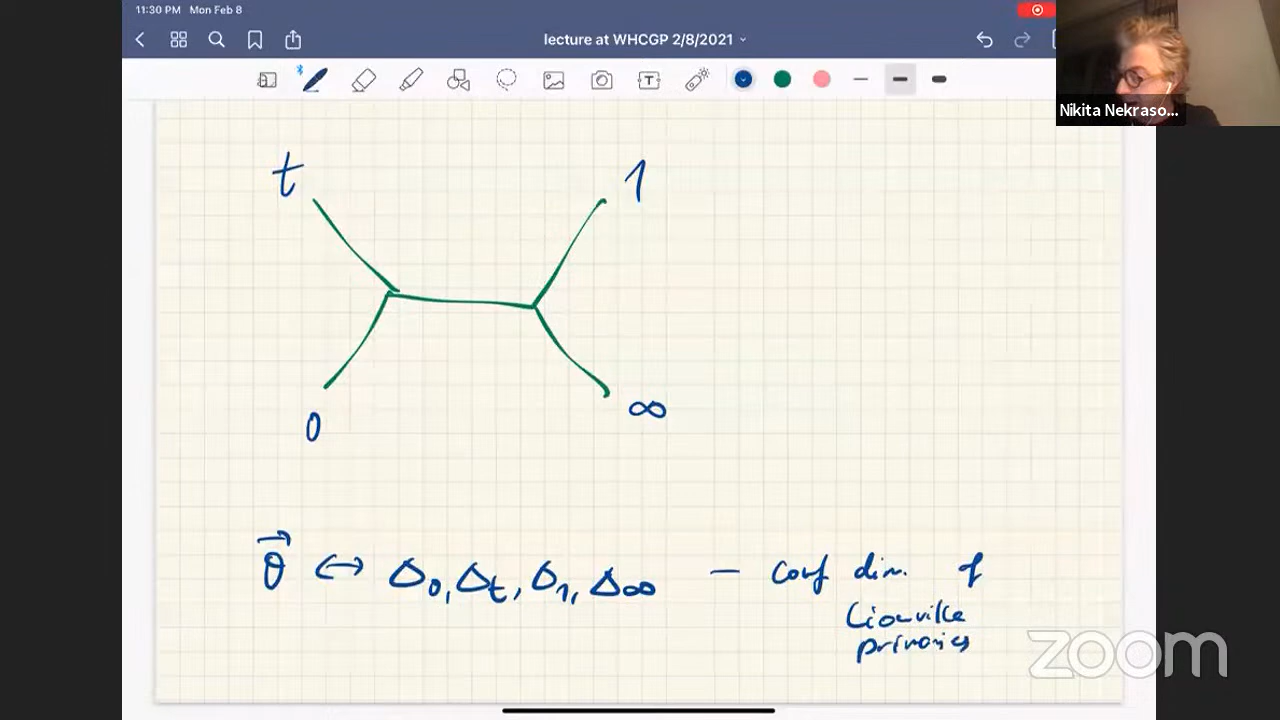 11:30 PM Mon Feb 8
lecture at WHCGP 2/8/2021
Nikita Nekraso...
t 1
0 ∞
θ⃗ ↔ Δ₀, Δₜ, Δ₁, Δ∞ — conf dim. of
Liouville
primaries
zoom